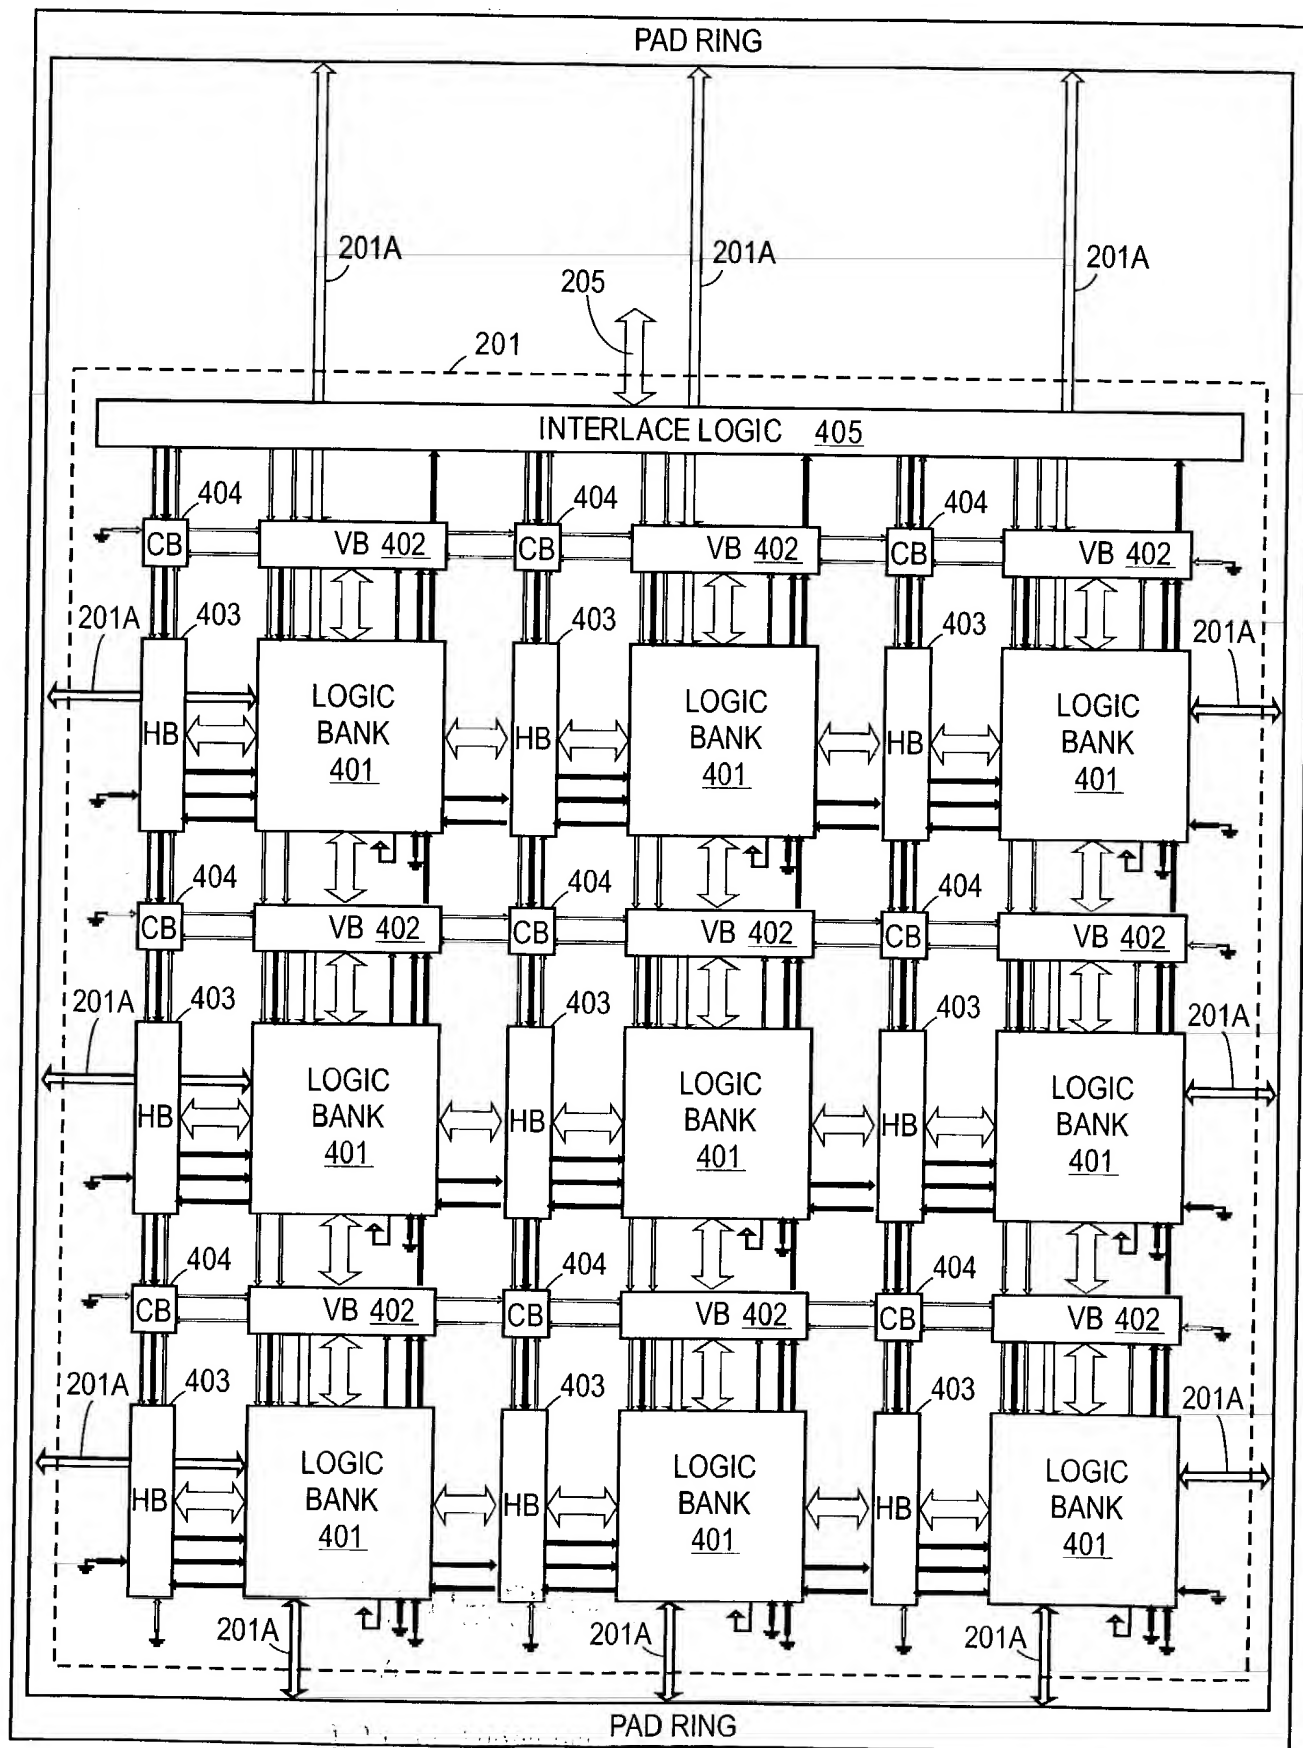 PAD RING
201A 201A 201A
205
201
INTERLACE LOGIC 405
404 404 404
CB VB 402 CB VB 402 CB VB 402
201A 403 403 403 201A
HB LOGIC BANK 401 HB LOGIC BANK 401 HB LOGIC BANK 401
404 404 404
CB VB 402 CB VB 402 CB VB 402
201A 403 403 403 201A
HB LOGIC BANK 401 HB LOGIC BANK 401 HB LOGIC BANK 401
404 404 404
CB VB 402 CB VB 402 CB VB 402
201A 403 403 403 201A
HB LOGIC BANK 401 HB LOGIC BANK 401 HB LOGIC BANK 401
201A 201A 201A
PAD RING